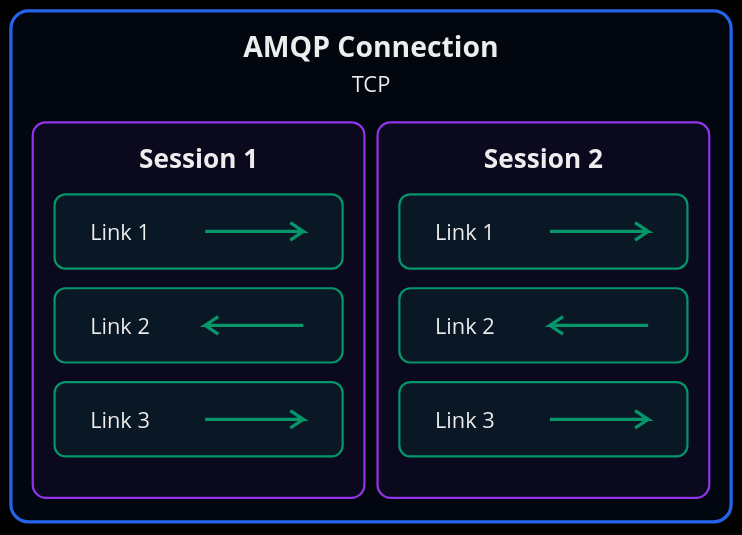 AMQP Connection
TCP
Session 1
Link 1
Link 2
Link 3
Session 2
Link 1
Link 2
Link 3